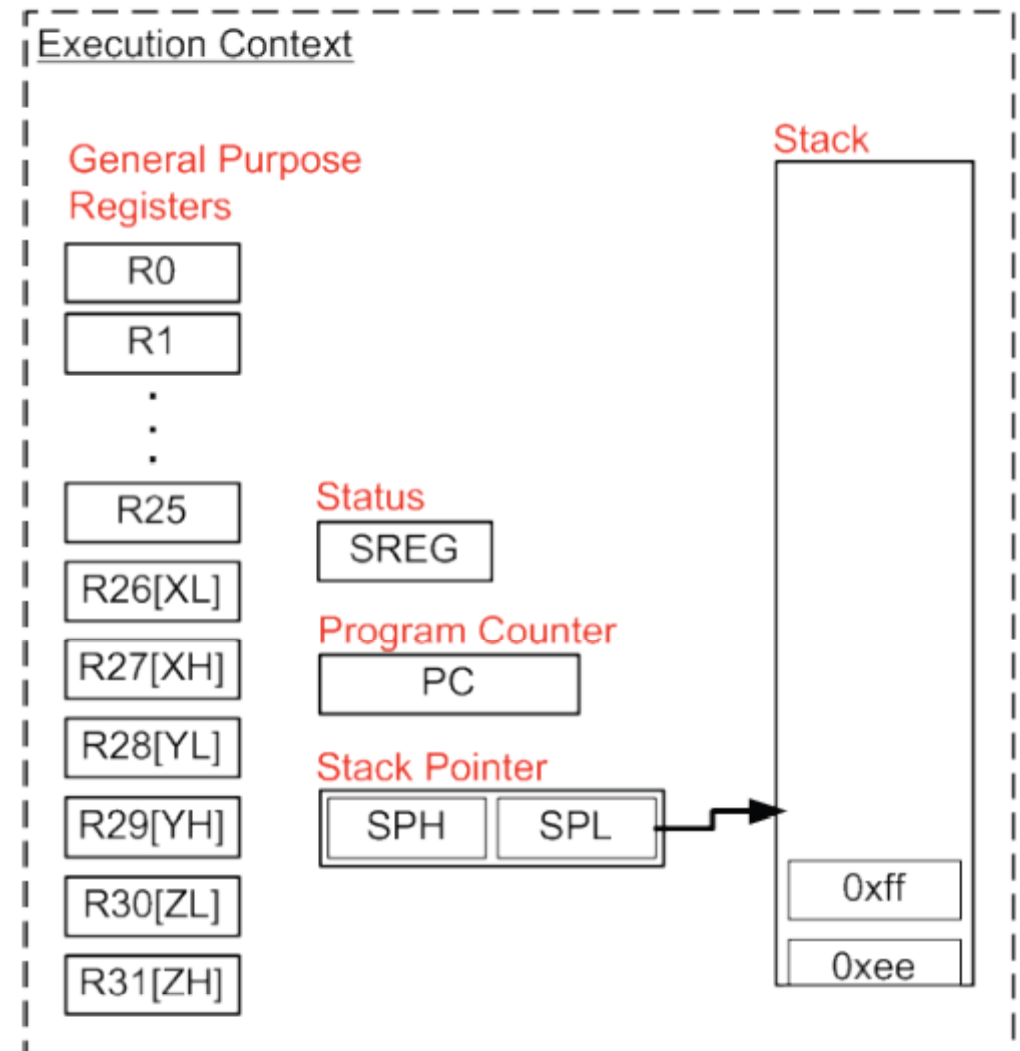 Execution Context
General Purpose
Registers
R0
R1
R25
R26[XL]
R27[XH]
R28[YL]
R29[YH]
R30[ZL]
R31[ZH]
Status
SREG
Program Counter
PC
Stack Pointer
SPH SPL
Stack
0xff
0xee